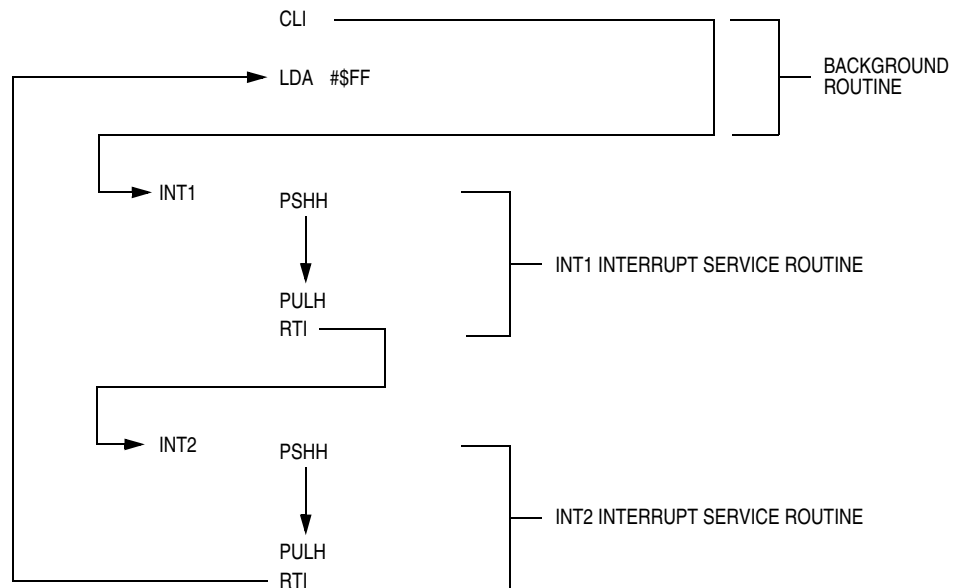 CLI
LDA #$FF
BACKGROUND
ROUTINE
INT1
PSHH
INT1 INTERRUPT SERVICE ROUTINE
PULH
RTI
INT2
PSHH
INT2 INTERRUPT SERVICE ROUTINE
PULH
RTI